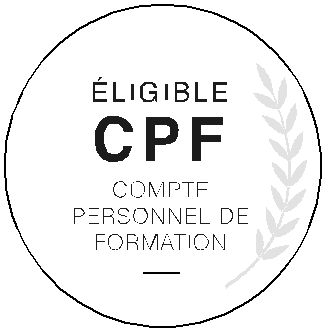 ÉLIGIBLE
CPF
COMPTE
PERSONNEL DE
FORMATION